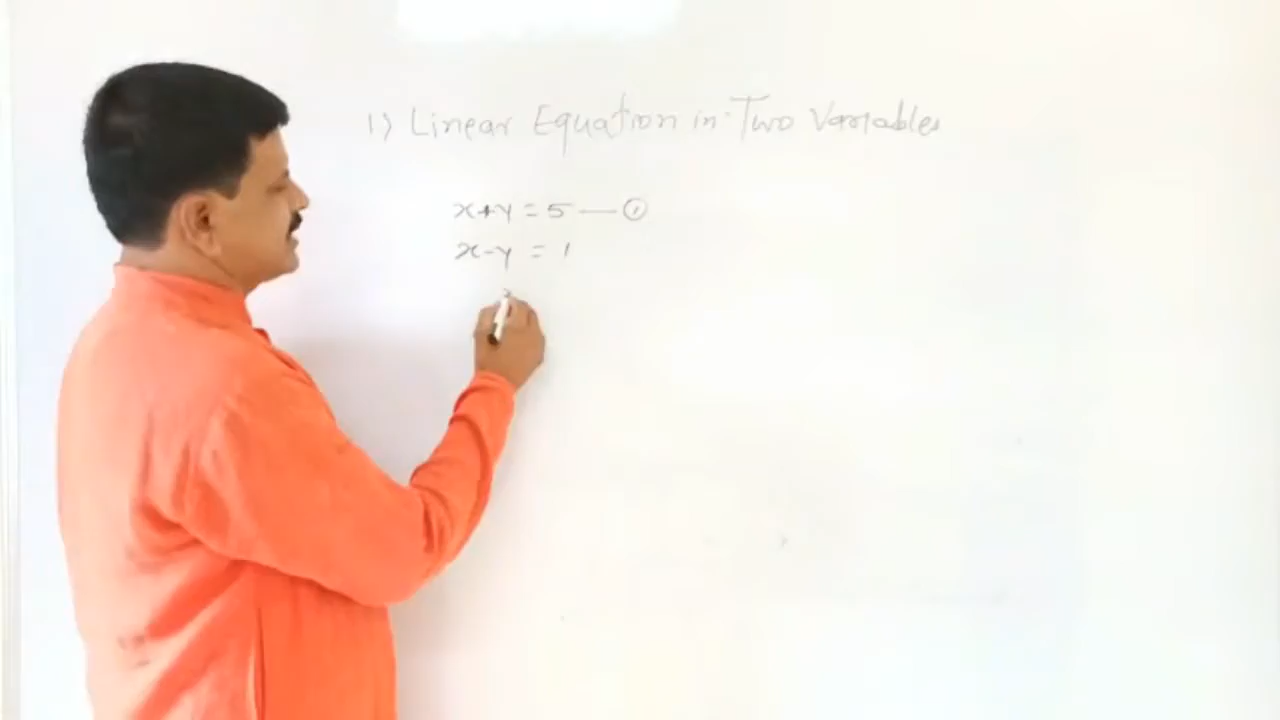 1) Linear Equation in Two Variables
x+y = 5 — ①
x-y = 1